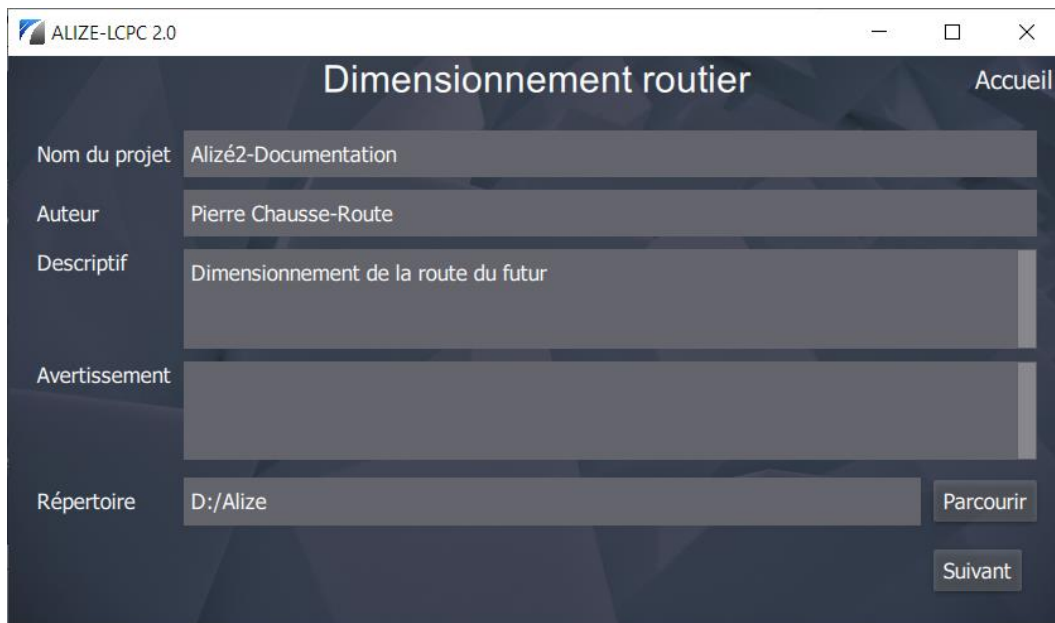 ALIZE-LCPC 2.0
Dimensionnement routier
Accueil
Nom du projet Alizé2-Documentation
Auteur Pierre Chausse-Route
Descriptif Dimensionnement de la route du futur
Avertissement
Répertoire D:/Alize Parcourir
Suivant